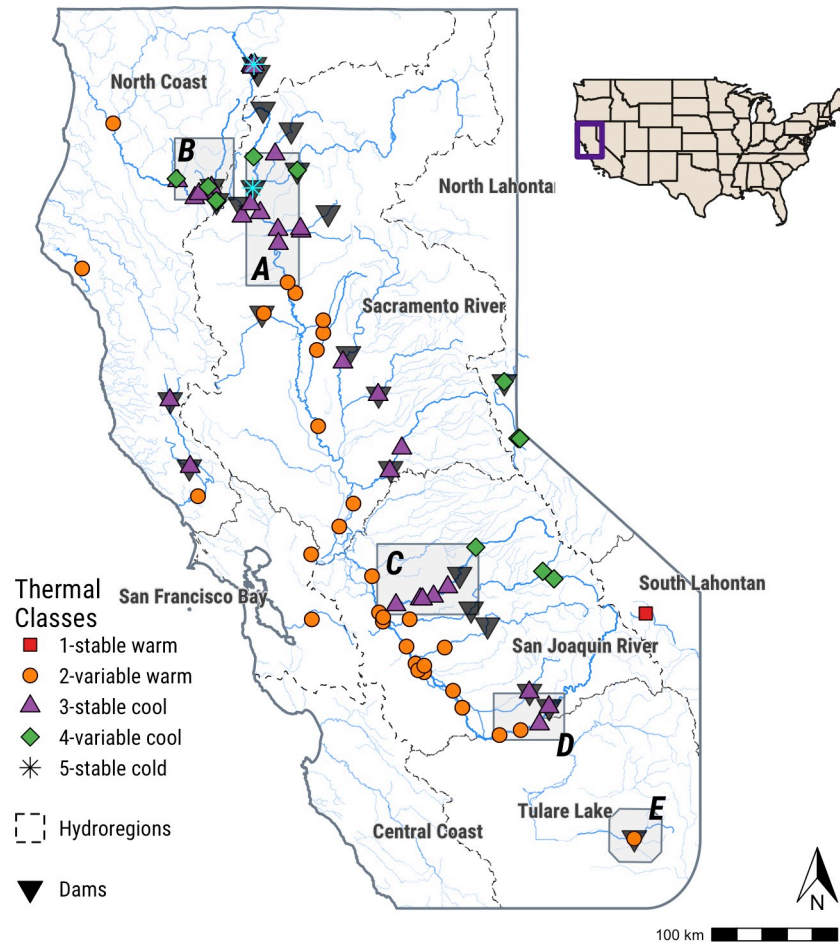 North Coast
B
North Lahonta
A
Sacramento River
C
San Francisco Bay
South Lahontan
San Joaquin River
D
Tulare Lake
E
Central Coast
Thermal
Classes
1-stable warm
2-variable warm
3-stable cool
4-variable cool
5-stable cold
Hydroregions
Dams
N
100 km